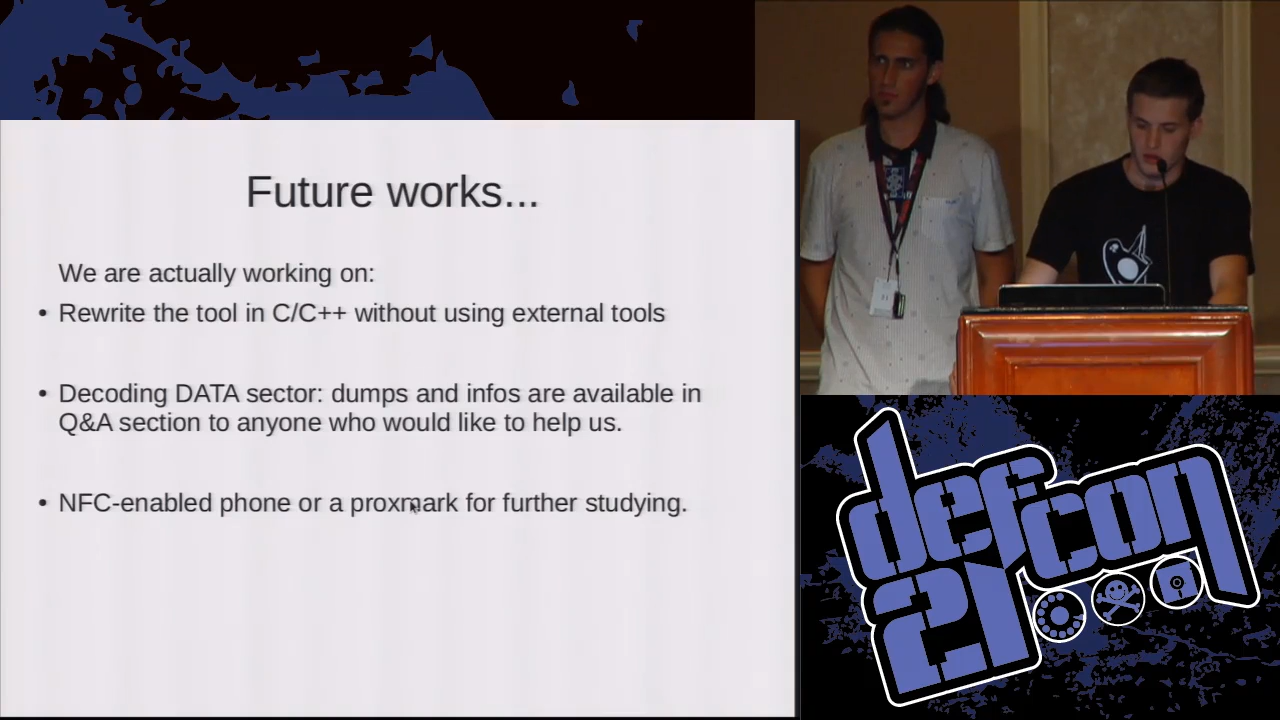 Future works...
We are actually working on:
• Rewrite the tool in C/C++ without using external tools
• Decoding DATA sector: dumps and infos are available in
Q&A section to anyone who would like to help us.
• NFC-enabled phone or a proxmark for further studying.
defcon
21